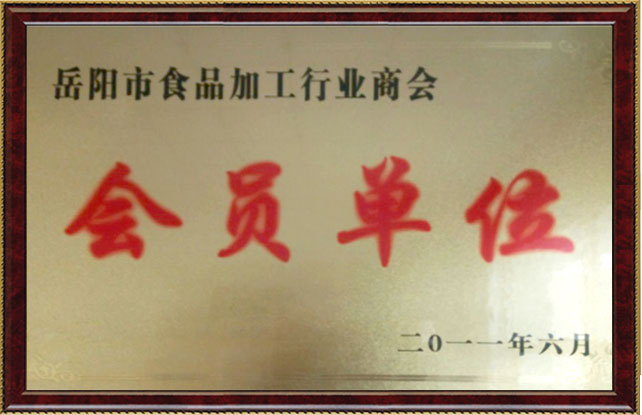 岳阳市食品加工行业商会
会员单位
二0一一年六月